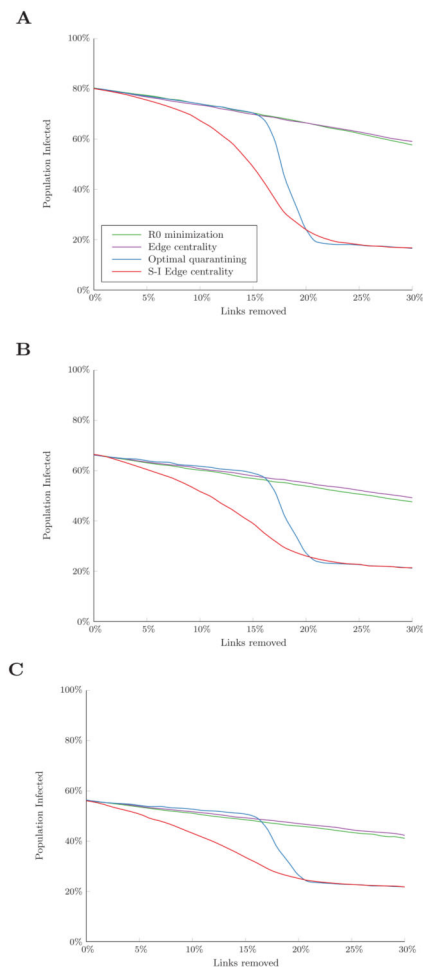 A
100%
80%
60%
40%
20%
0%
Population Infected
R0 minimization
Edge centrality
Optimal quarantining
S-I Edge centrality
0% 5% 10% 15% 20% 25% 30%
Links removed
B
100%
80%
60%
40%
20%
0%
Population Infected
0% 5% 10% 15% 20% 25% 30%
Links removed
C
100%
80%
60%
40%
20%
0%
Population Infected
0% 5% 10% 15% 20% 25% 30%
Links removed